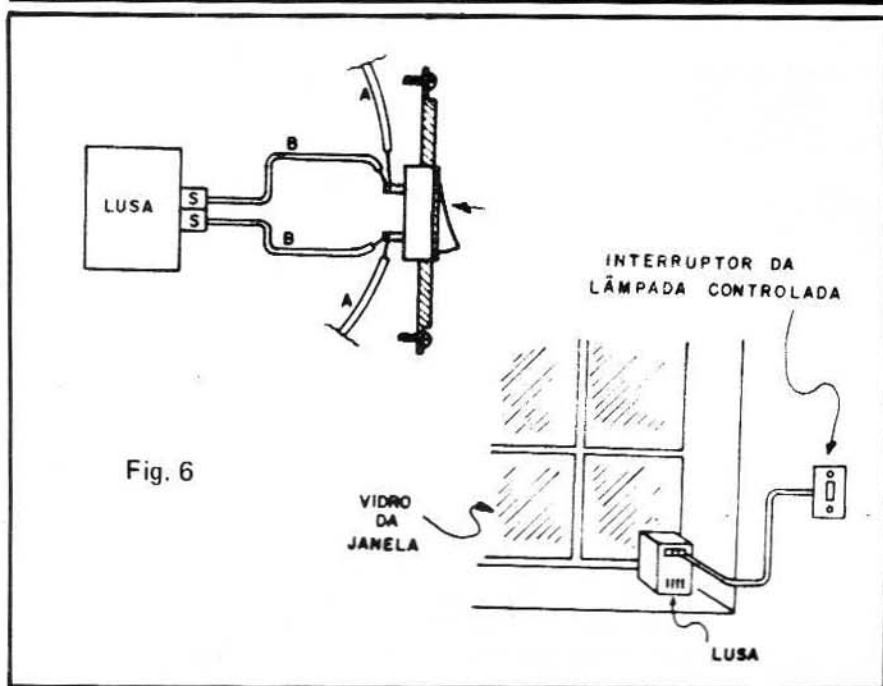 A
B
LUSA
S
S
B
A
INTERRUPTOR DA
LÂMPADA CONTROLADA
Fig. 6
VIDRO
DA
JANELA
LUSA